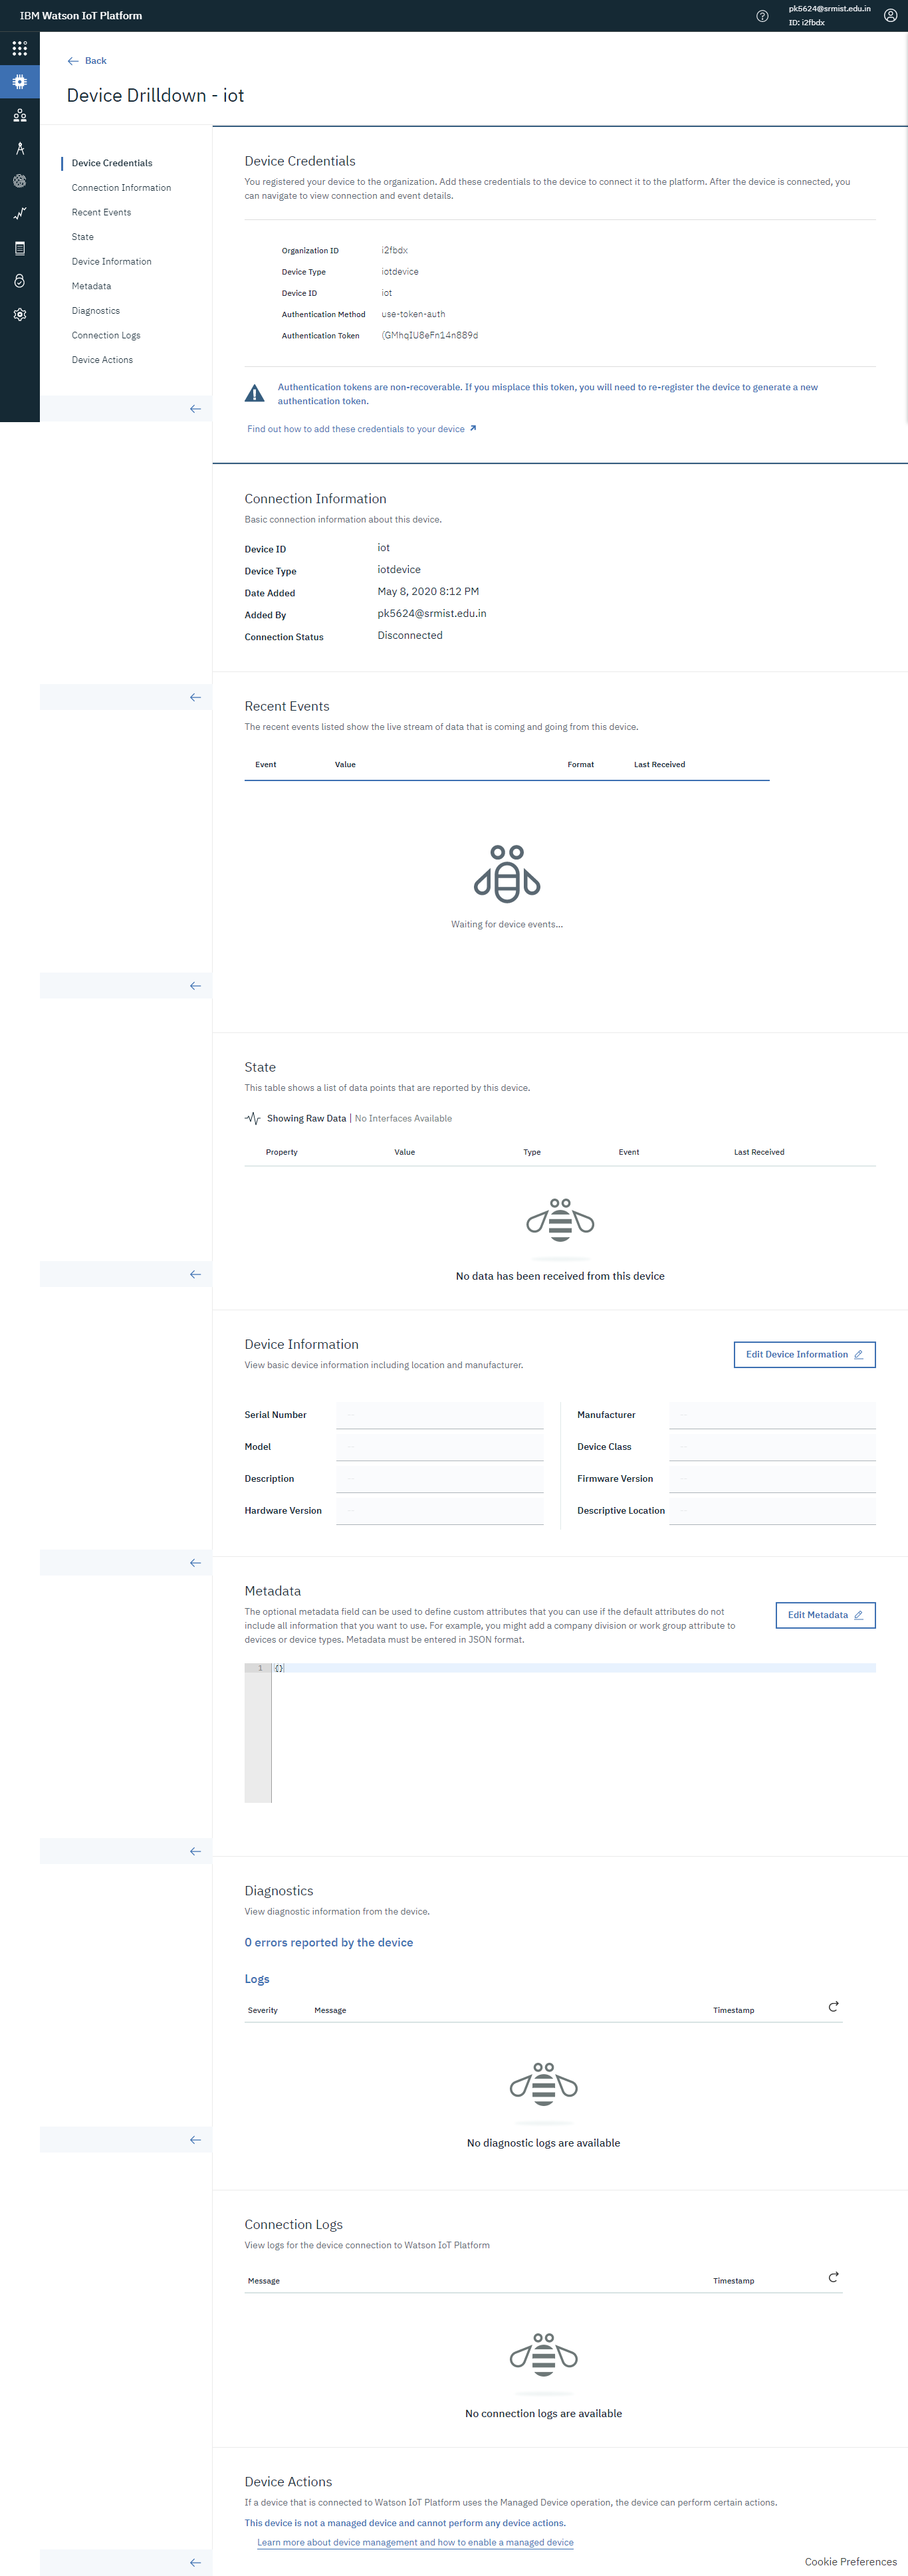 IBM Watson IoT Platform
pk5624@srmist.edu.in
ID: i2fbdx
Back
Device Drilldown - iot
Device Credentials
Connection Information
Recent Events
State
Device Information
Metadata
Diagnostics
Connection Logs
Device Actions
Device Credentials
You registered your device to the organization. Add these credentials to the device to connect it to the platform. After the device is connected, you
can navigate to view connection and event details.
Organization ID i2fbdx
Device Type iotdevice
Device ID iot
Authentication Method use-token-auth
Authentication Token (GMhqIU8eFn14n889d
Authentication tokens are non-recoverable. If you misplace this token, you will need to re-register the device to generate a new
authentication token.
Find out how to add these credentials to your device
Connection Information
Basic connection information about this device.
Device ID iot
Device Type iotdevice
Date Added May 8, 2020 8:12 PM
Added By pk5624@srmist.edu.in
Connection Status Disconnected
Recent Events
The recent events listed show the live stream of data that is coming and going from this device.
Event Value Format Last Received
Waiting for device events...
State
This table shows a list of data points that are reported by this device.
Showing Raw Data | No Interfaces Available
Property Value Type Event Last Received
No data has been received from this device
Device Information
View basic device information including location and manufacturer.
Edit Device Information
Serial Number Manufacturer
Model Device Class
Description Firmware Version
Hardware Version Descriptive Location
Metadata
The optional metadata field can be used to define custom attributes that you can use if the default attributes do not
include all information that you want to use. For example, you might add a company division or work group attribute to
devices or device types. Metadata must be entered in JSON format.
Edit Metadata
1 {}
Diagnostics
View diagnostic information from the device.
0 errors reported by the device
Logs
Severity Message Timestamp
No diagnostic logs are available
Connection Logs
View logs for the device connection to Watson IoT Platform
Message Timestamp
No connection logs are available
Device Actions
If a device that is connected to Watson IoT Platform uses the Managed Device operation, the device can perform certain actions.
This device is not a managed device and cannot perform any device actions.
Learn more about device management and how to enable a managed device
Cookie Preferences